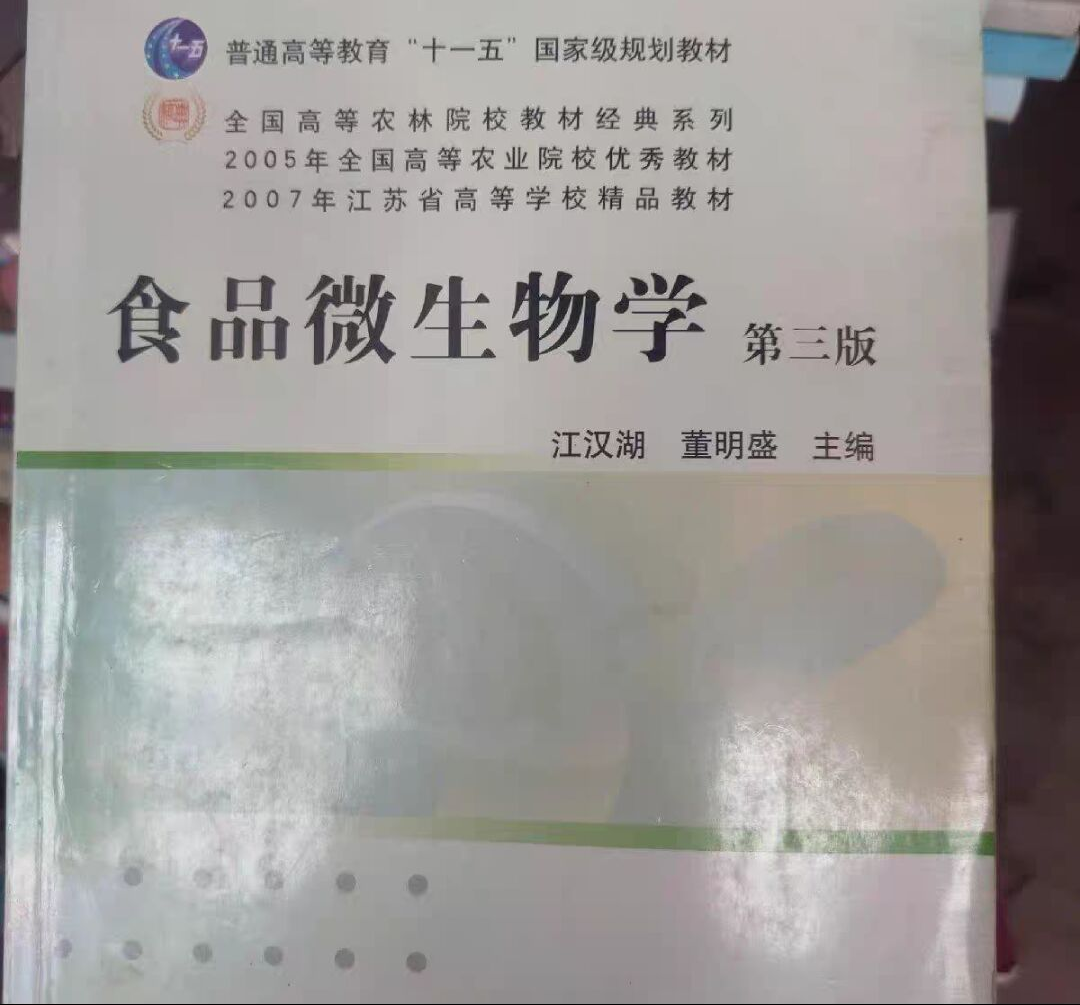 十一五
普通高等教育“十一五”国家级规划教材
全国高等农林院校教材经典系列
2005年全国高等农业院校优秀教材
2007年江苏省高等学校精品教材
食品微生物学 第三版
江汉湖 董明盛 主编